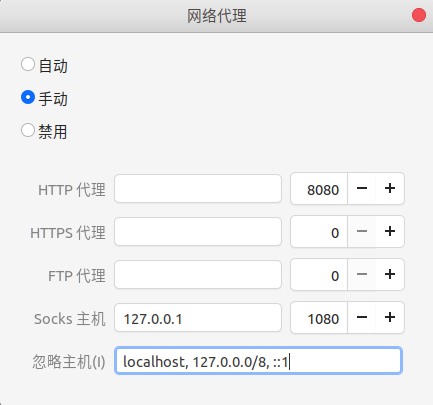 网络代理
自动
手动
禁用
HTTP 代理 8080 − +
HTTPS 代理 0 − +
FTP 代理 0 − +
Socks 主机 127.0.0.1 1080 − +
忽略主机(I) localhost, 127.0.0.0/8, ::1